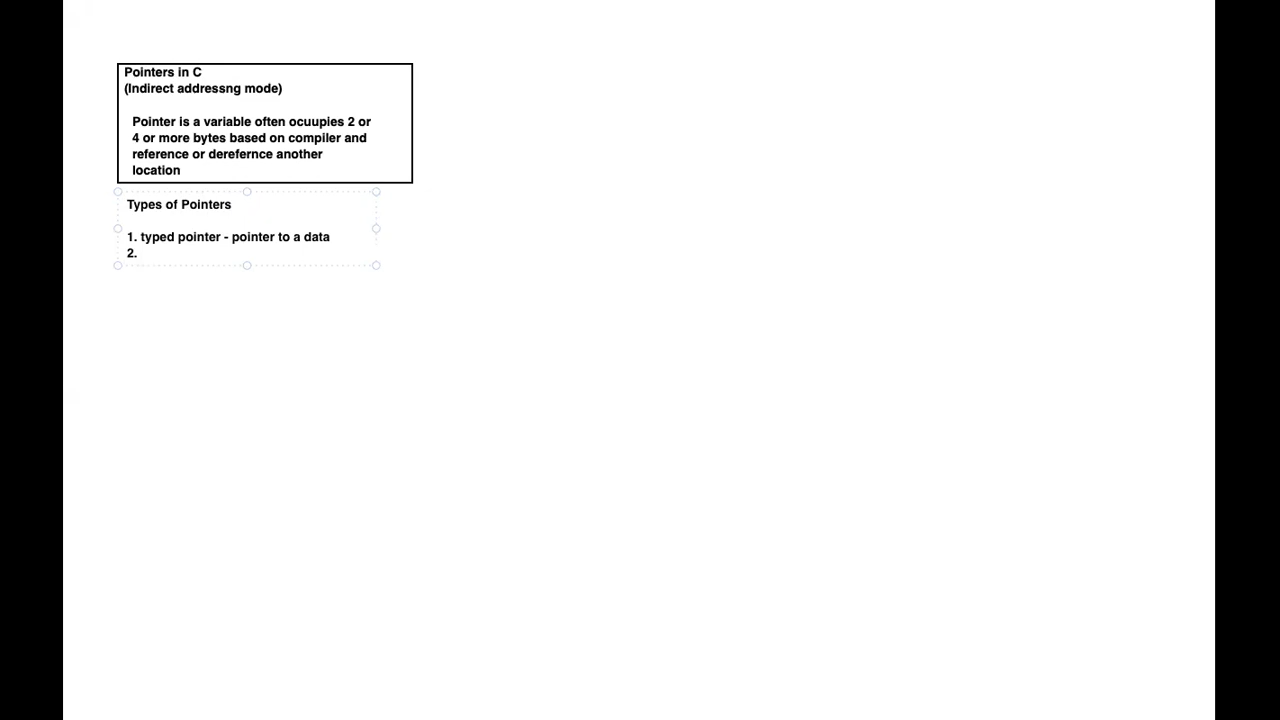 Pointers in C
(Indirect addressng mode)
Pointer is a variable often ocuupies 2 or
4 or more bytes based on compiler and
reference or derefernce another
location
Types of Pointers
1. typed pointer - pointer to a data
2.